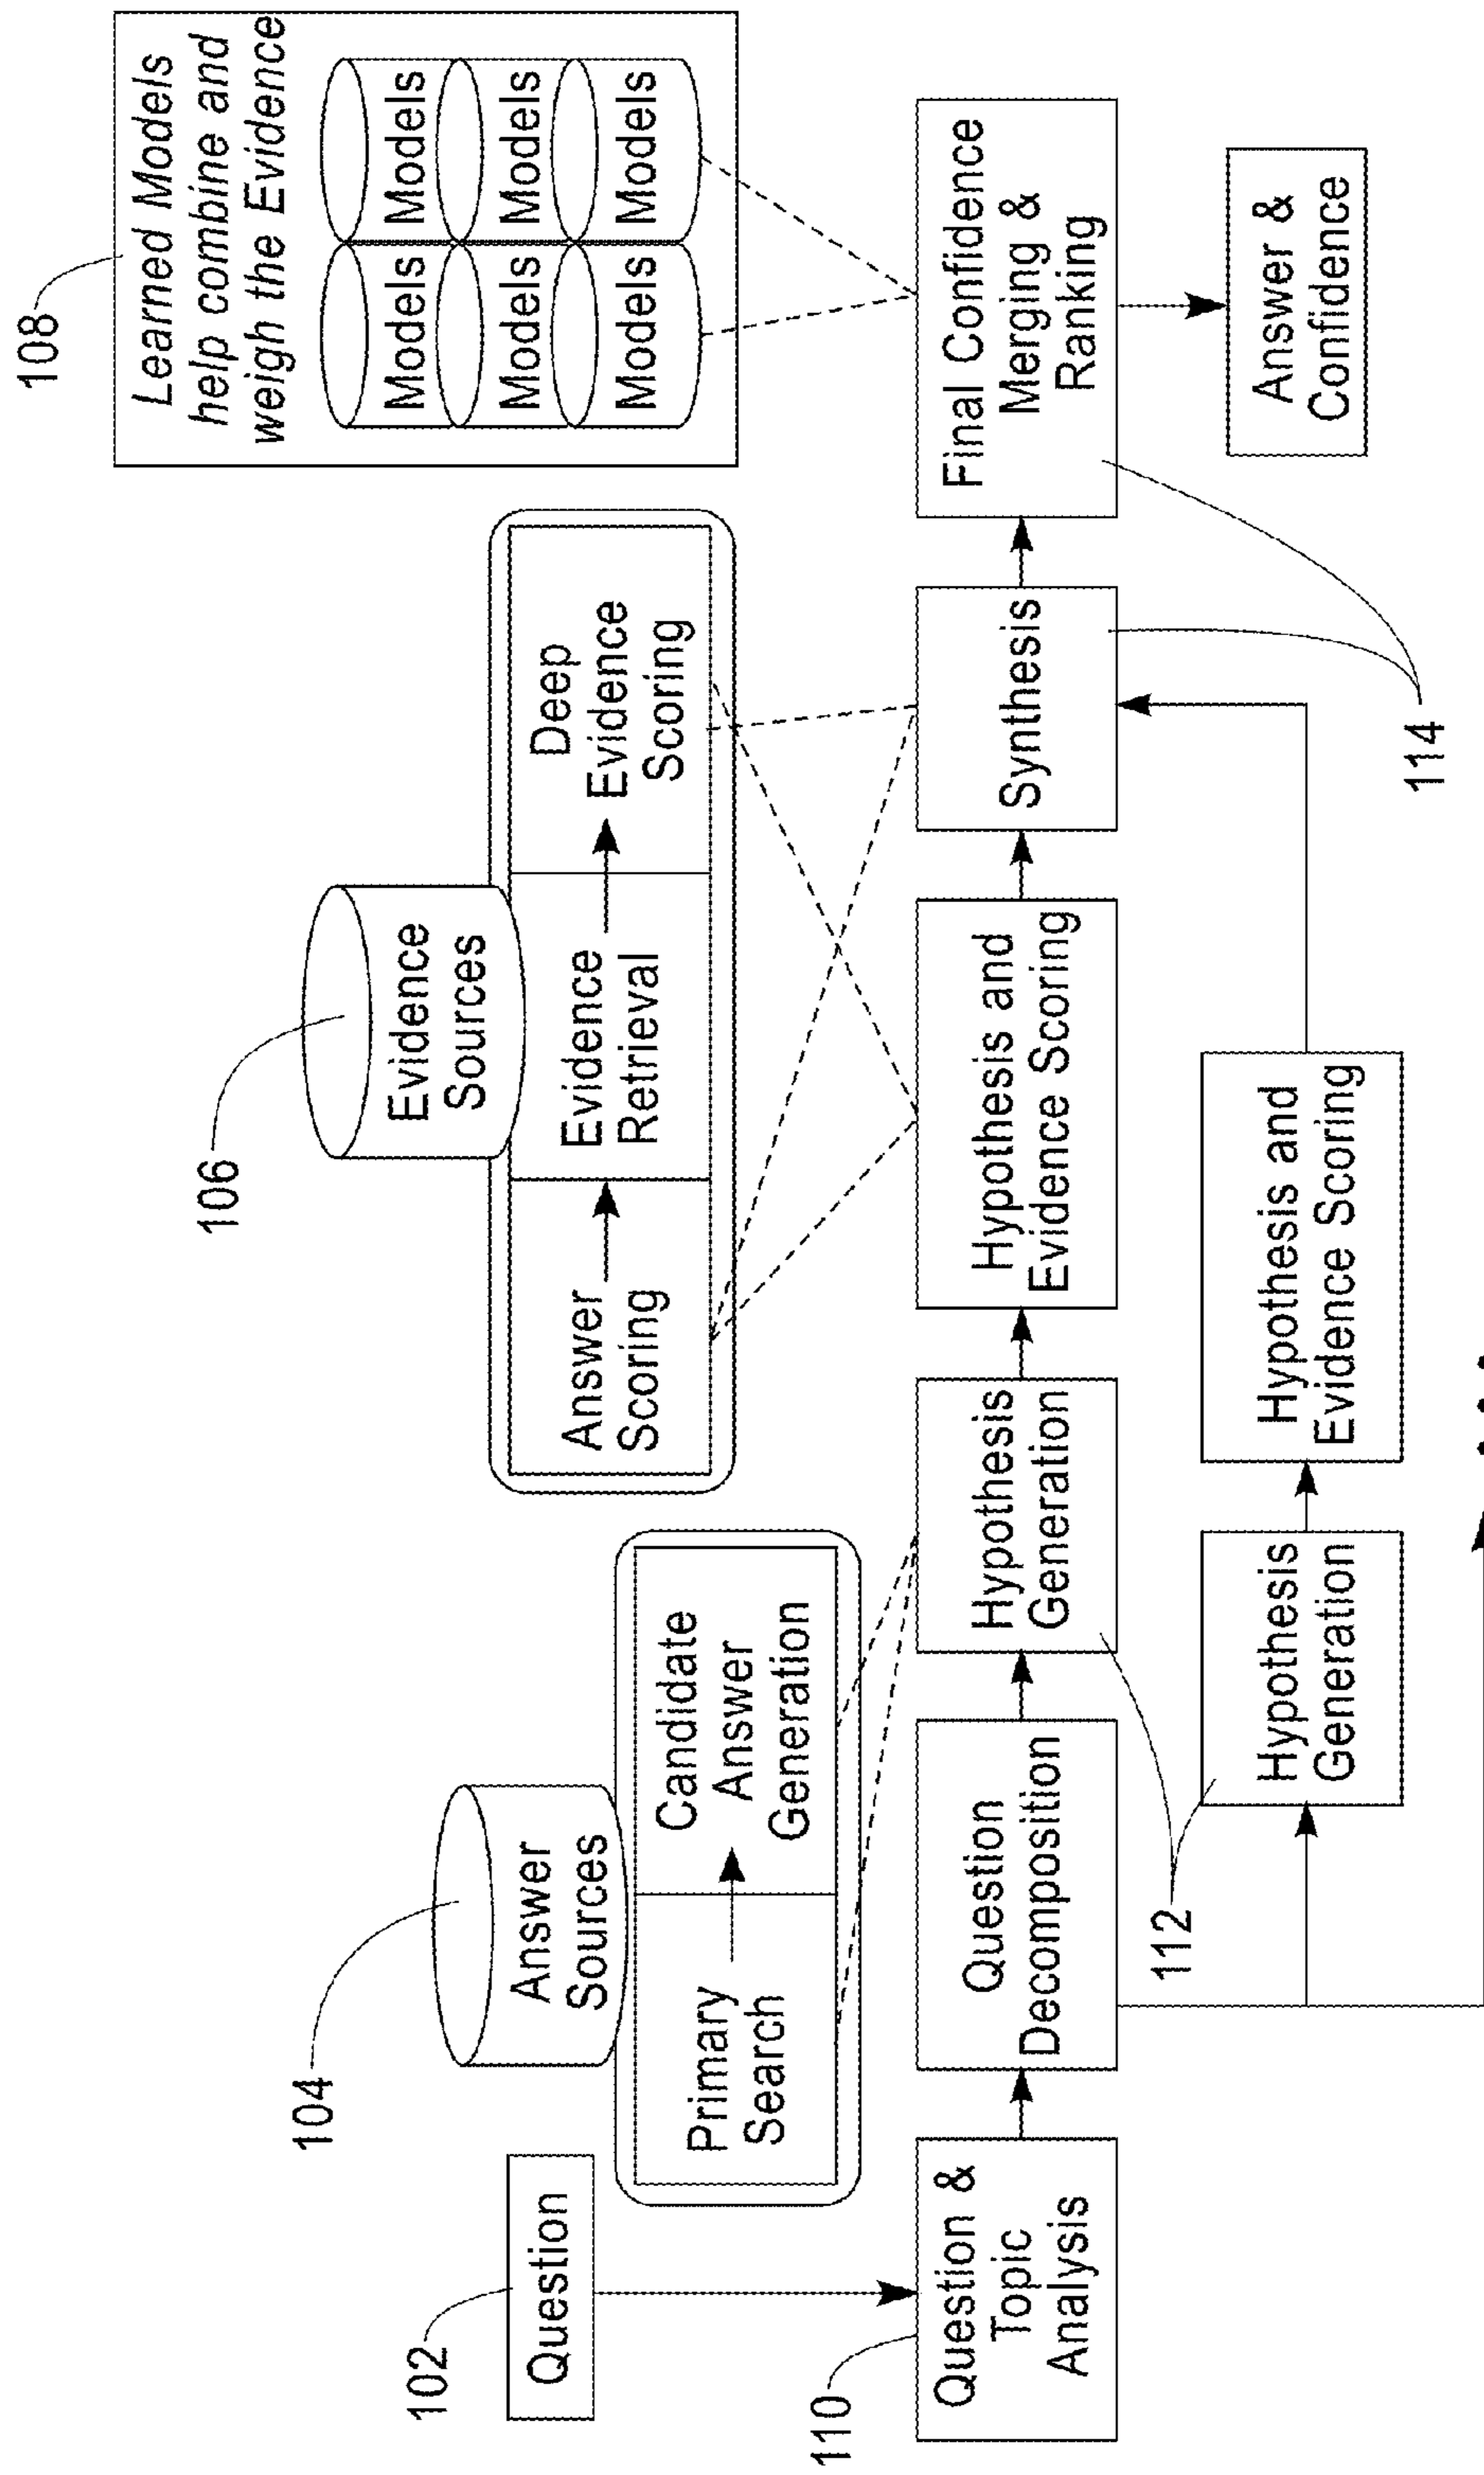 108
Learned Models
help combine and
weigh the Evidence
Models
Models
Models
Models
Models
Models
106
Evidence
Sources
Answer
Scoring
Evidence
Retrieval
Deep
Evidence
Scoring
104
Answer
Sources
Primary
Search
Candidate
Answer
Generation
102
Question
110
Question &
Topic
Analysis
Question
Decomposition
Hypothesis
Generation
Hypothesis and
Evidence Scoring
Synthesis
Final Confidence
Merging &
Ranking
112
Hypothesis
Generation
Hypothesis and
Evidence Scoring
114
Answer &
Confidence